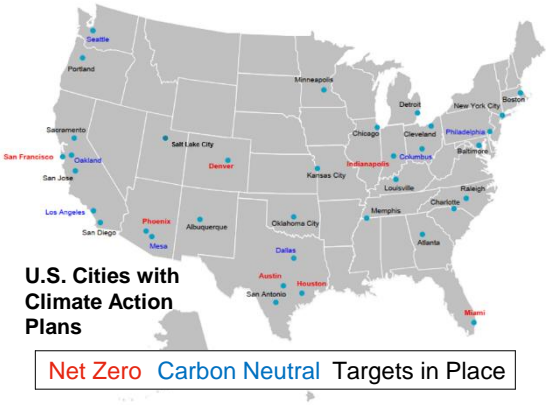 Seattle
Portland
Minneapolis
Boston
Detroit
New York City
Sacramento
Salt Lake City
Chicago
Cleveland
Philadelphia
San Francisco
Oakland
Denver
Indianapolis
Columbus
Baltimore
San Jose
Kansas City
Louisville
Raleigh
Los Angeles
Phoenix
Charlotte
San Diego
Albuquerque
Oklahoma City
Memphis
Mesa
Atlanta
Dallas
U.S. Cities with
Climate Action
Plans
Austin
Houston
San Antonio
Miami
Net Zero Carbon Neutral Targets in Place